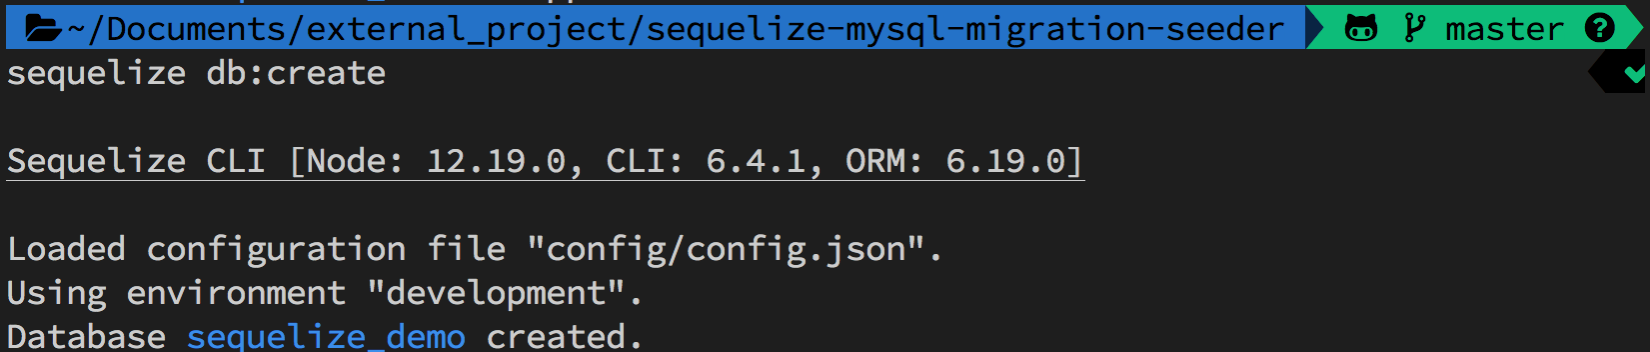 ~/Documents/external_project/sequelize-mysql-migration-seeder master ?
sequelize db:create
Sequelize CLI [Node: 12.19.0, CLI: 6.4.1, ORM: 6.19.0]
Loaded configuration file "config/config.json".
Using environment "development".
Database sequelize_demo created.